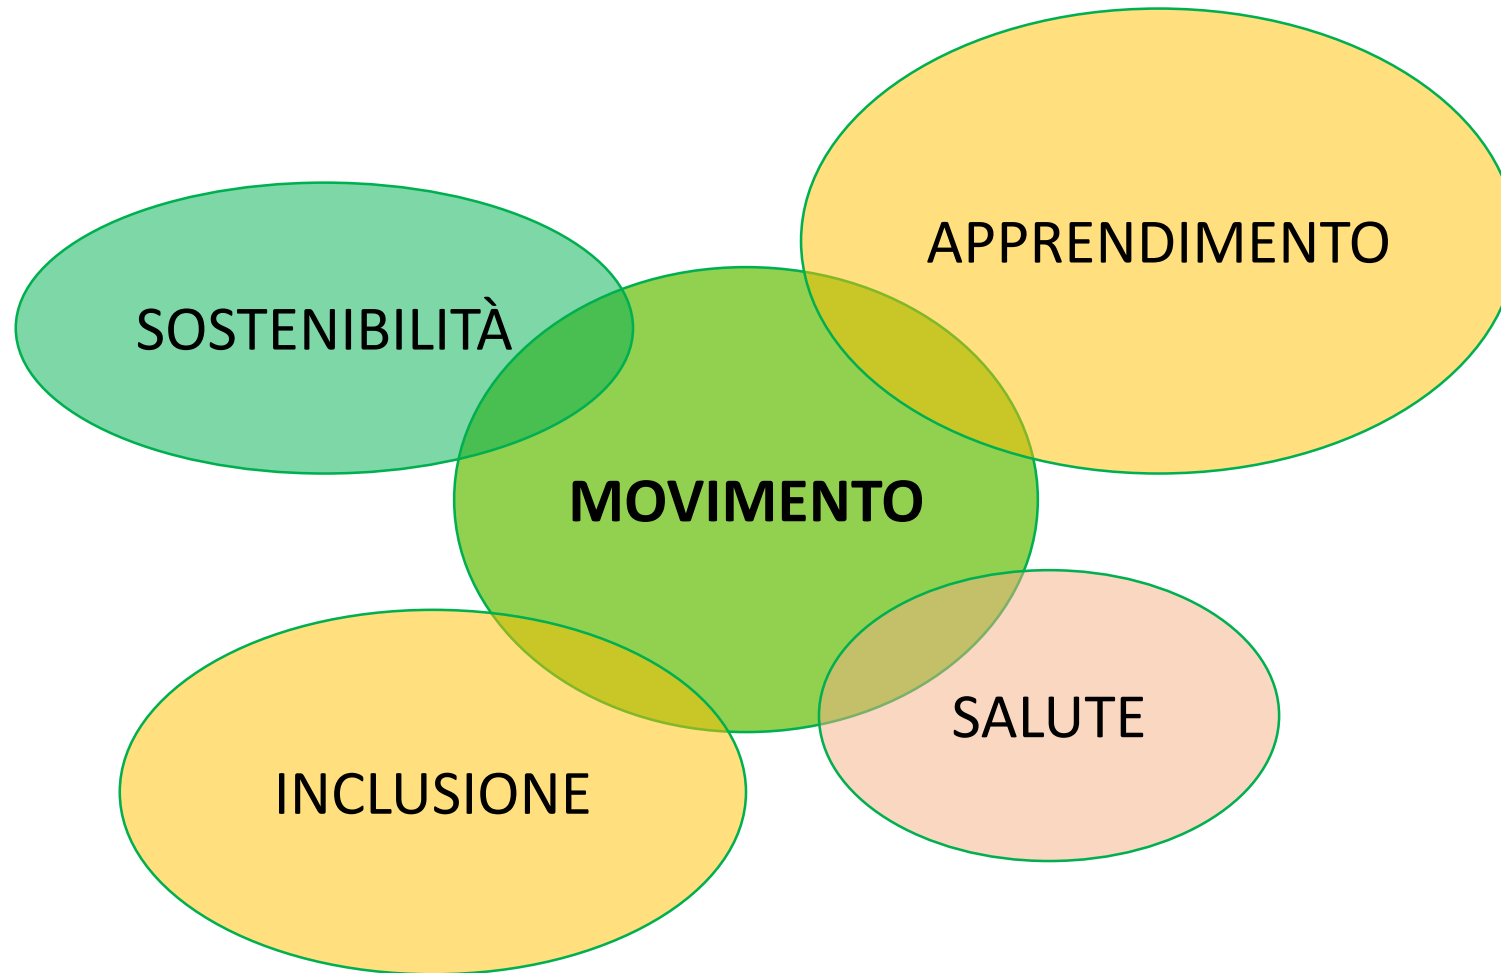 APPRENDIMENTO
SOSTENIBILITÀ
MOVIMENTO
SALUTE
INCLUSIONE